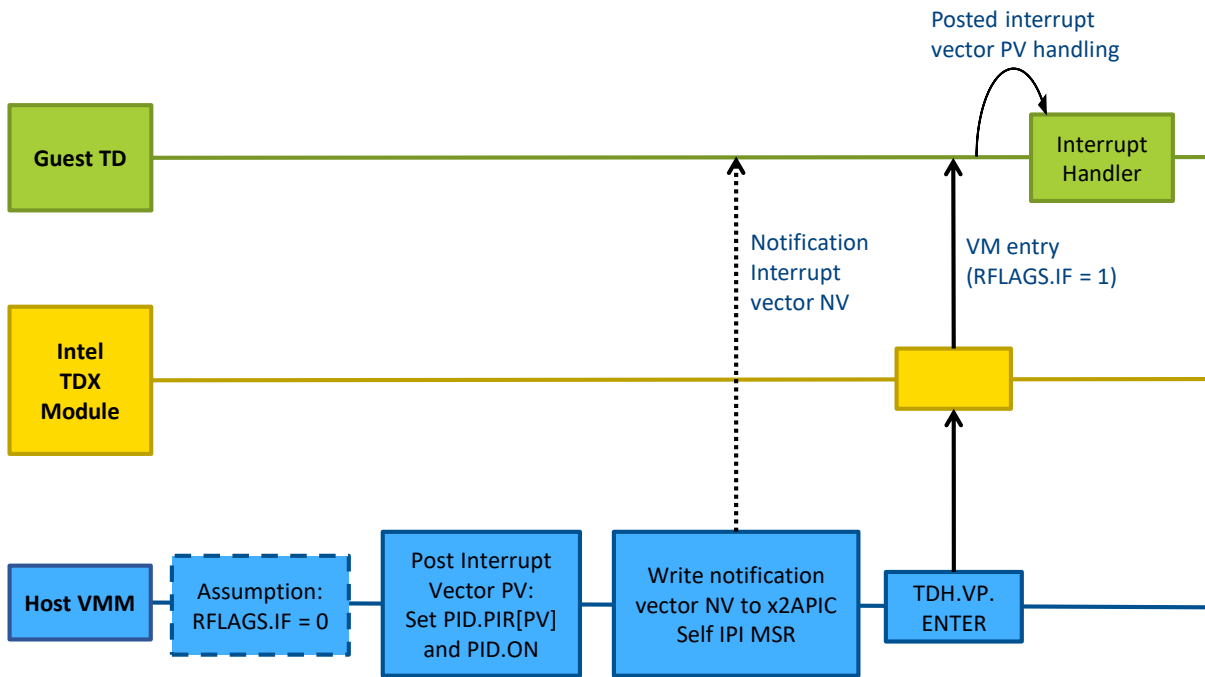 Posted interrupt
vector PV handling
Guest TD
Interrupt
Handler
Notification
Interrupt
vector NV
VM entry
(RFLAGS.IF = 1)
Intel
TDX
Module
Host VMM
Assumption:
RFLAGS.IF = 0
Post Interrupt
Vector PV:
Set PID.PIR[PV]
and PID.ON
Write notification
vector NV to x2APIC
Self IPI MSR
TDH.VP.
ENTER